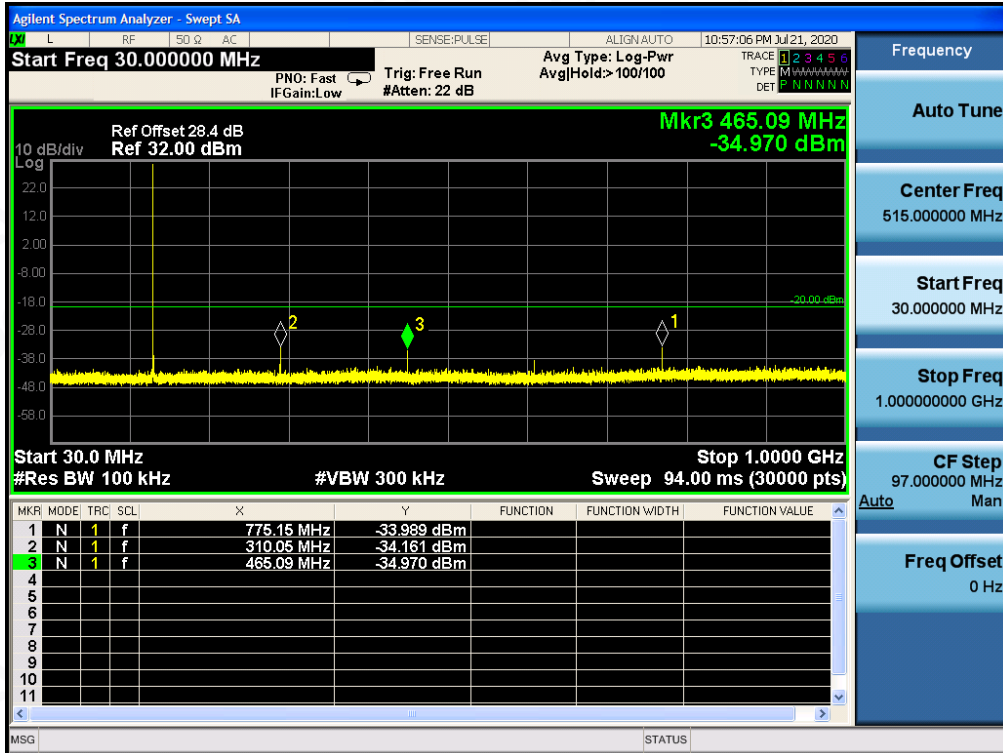 Agilent Spectrum Analyzer - Swept SA
LXI L RF 50 Ω AC SENSE:PULSE ALIGN AUTO 10:57:06 PM Jul 21, 2020
Start Freq 30.000000 MHz
PNO: Fast
IFGain:Low
Trig: Free Run
#Atten: 22 dB
Avg Type: Log-Pwr
Avg|Hold:>100/100
TRACE 1 2 3 4 5 6
TYPE M WWWWW
DET P N N N N N
Mkr3 465.09 MHz
-34.970 dBm
Ref Offset 28.4 dB
10 dB/div Ref 32.00 dBm
Log
22.0
12.0
2.00
-8.00
-18.0
-20.00 dBm
-28.0
2
3
1
-38.0
-48.0
-58.0
Start 30.0 MHz Stop 1.0000 GHz
#Res BW 100 kHz #VBW 300 kHz Sweep 94.00 ms (30000 pts)
MKR MODE TRC SCL X Y FUNCTION FUNCTION WIDTH FUNCTION VALUE
1 N 1 f 775.15 MHz -33.989 dBm
2 N 1 f 310.05 MHz -34.161 dBm
3 N 1 f 465.09 MHz -34.970 dBm
4
5
6
7
8
9
10
11
MSG STATUS
Frequency
Auto Tune
Center Freq
515.000000 MHz
Start Freq
30.000000 MHz
Stop Freq
1.000000000 GHz
CF Step
97.000000 MHz
Auto Man
Freq Offset
0 Hz